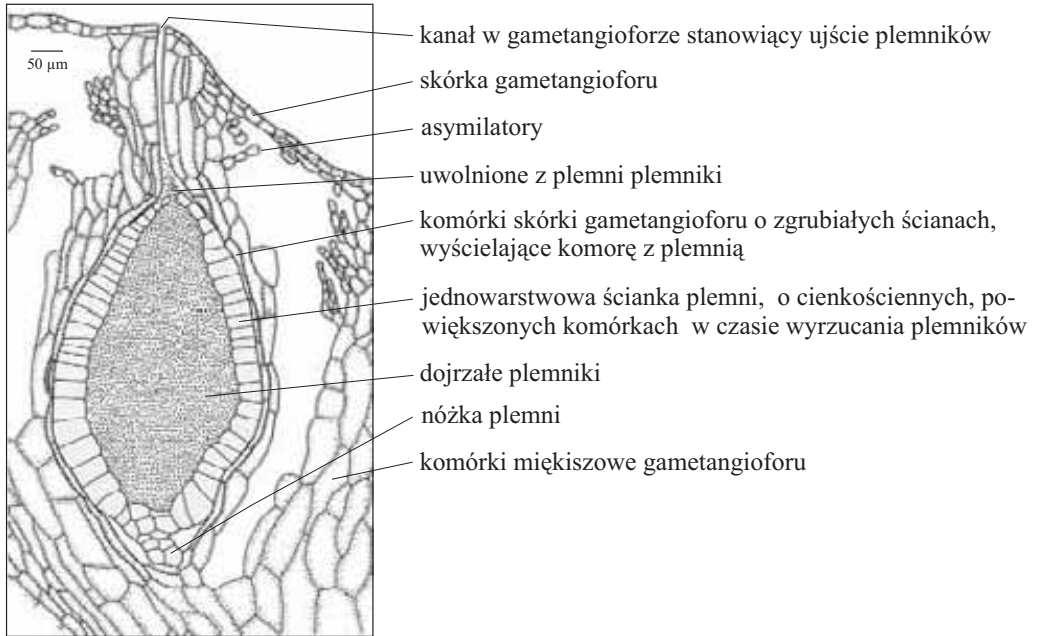 50 µm
kanał w gametangioforze stanowiący ujście plemników
skórka gametangioforu
asymilatory
uwolnione z plemni plemniki
komórki skórki gametangioforu o zgrubiałych ścianach,
wyścielające komorę z plemnią
jednowarstwowa ścianka plemni, o cienkościennych, po-
większonych komórkach w czasie wyrzucania plemników
dojrzałe plemniki
nóżka plemni
komórki miękiszowe gametangioforu